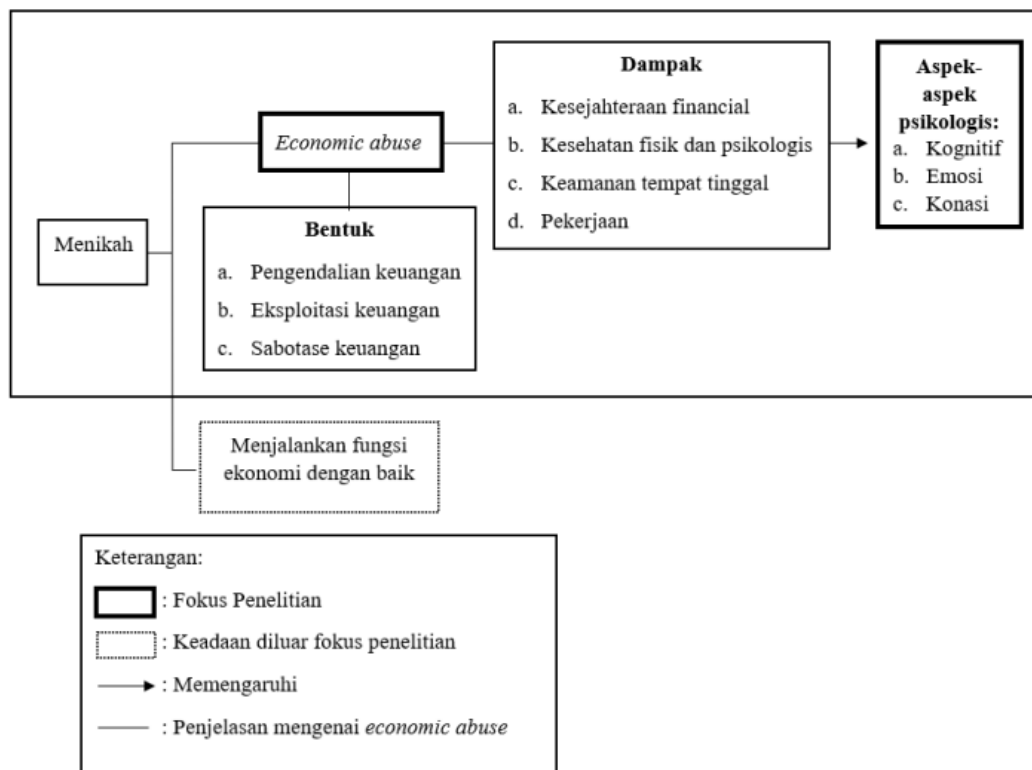 Menikah
Economic abuse
Bentuk
a. Pengendalian keuangan
b. Eksploitasi keuangan
c. Sabotase keuangan
Dampak
a. Kesejahteraan financial
b. Kesehatan fisik dan psikologis
c. Keamanan tempat tinggal
d. Pekerjaan
Aspek-
aspek
psikologis:
a. Kognitif
b. Emosi
c. Konasi
Menjalankan fungsi
ekonomi dengan baik
Keterangan:
: Fokus Penelitian
: Keadaan diluar fokus penelitian
: Memengaruhi
: Penjelasan mengenai economic abuse